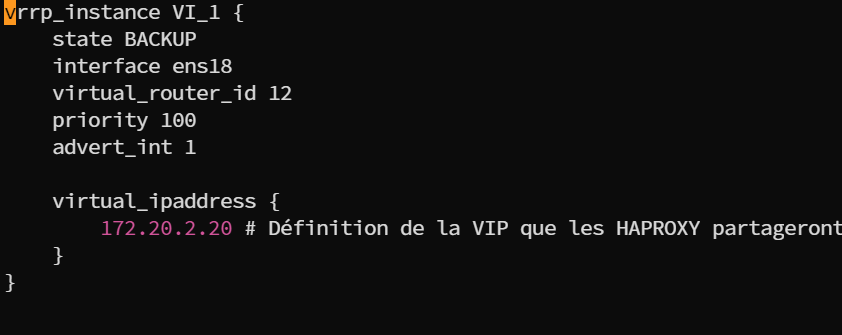 vrrp_instance VI_1 {
    state BACKUP
    interface ens18
    virtual_router_id 12
    priority 100
    advert_int 1

    virtual_ipaddress {
        172.20.2.20 # Définition de la VIP que les HAPROXY partageront
    }
}